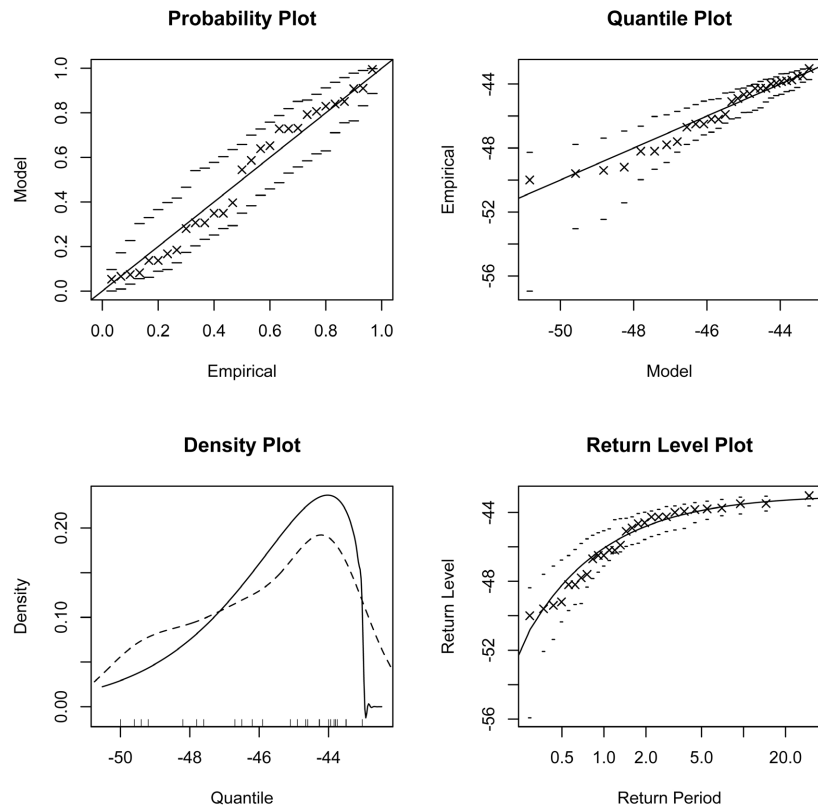 Probability Plot
Model
0.0 0.2 0.4 0.6 0.8 1.0
0.0 0.2 0.4 0.6 0.8 1.0
Empirical
Quantile Plot
Empirical
-56 -52 -48 -44
-50 -48 -46 -44
Model
Density Plot
Density
0.00 0.10 0.20
-50 -48 -46 -44
Quantile
Return Level Plot
Return Level
-56 -52 -48 -44
0.5 1.0 2.0 5.0 20.0
Return Period